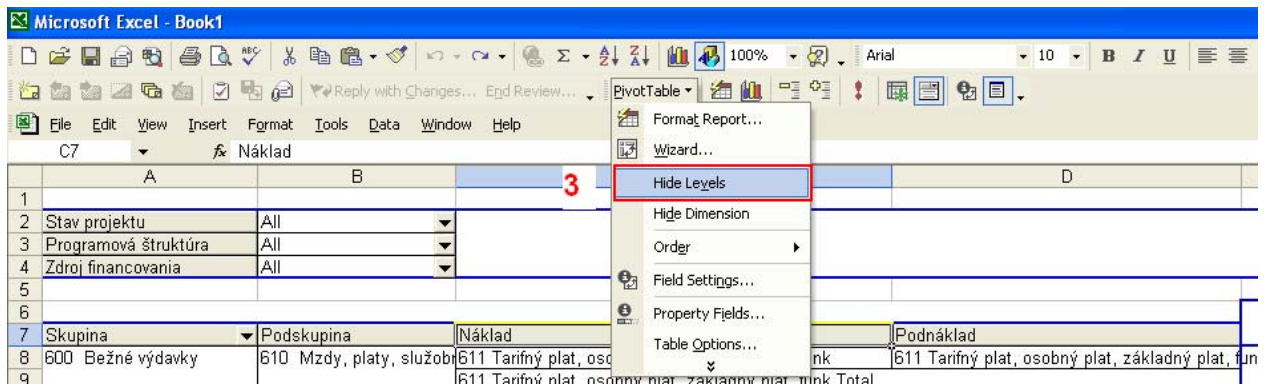 Microsoft Excel - Book1
ABC Σ A Z Z A 100% Arial 10 B I U
Reply with Changes... End Review... PivotTable
File Edit View Insert Format Tools Data Window Help
Format Report...
C7 fx Náklad
Wizard...
A B D
3
Hide Levels
1
2 Stav projektu All
Hide Dimension
3 Programová štruktúra All
Order
4 Zdroj financovania All
Field Settings...
5
6
Property Fields...
7 Skupina Podskupina Náklad Podnáklad
Table Options...
8 600 Bežné výdavky 610 Mzdy, platy, služobn 611 Tarifný plat, oso nk 611 Tarifný plat, osobný plat, základný plat, fun
9 611 Tarifný plat, osobný plat, základný plat, funk Total